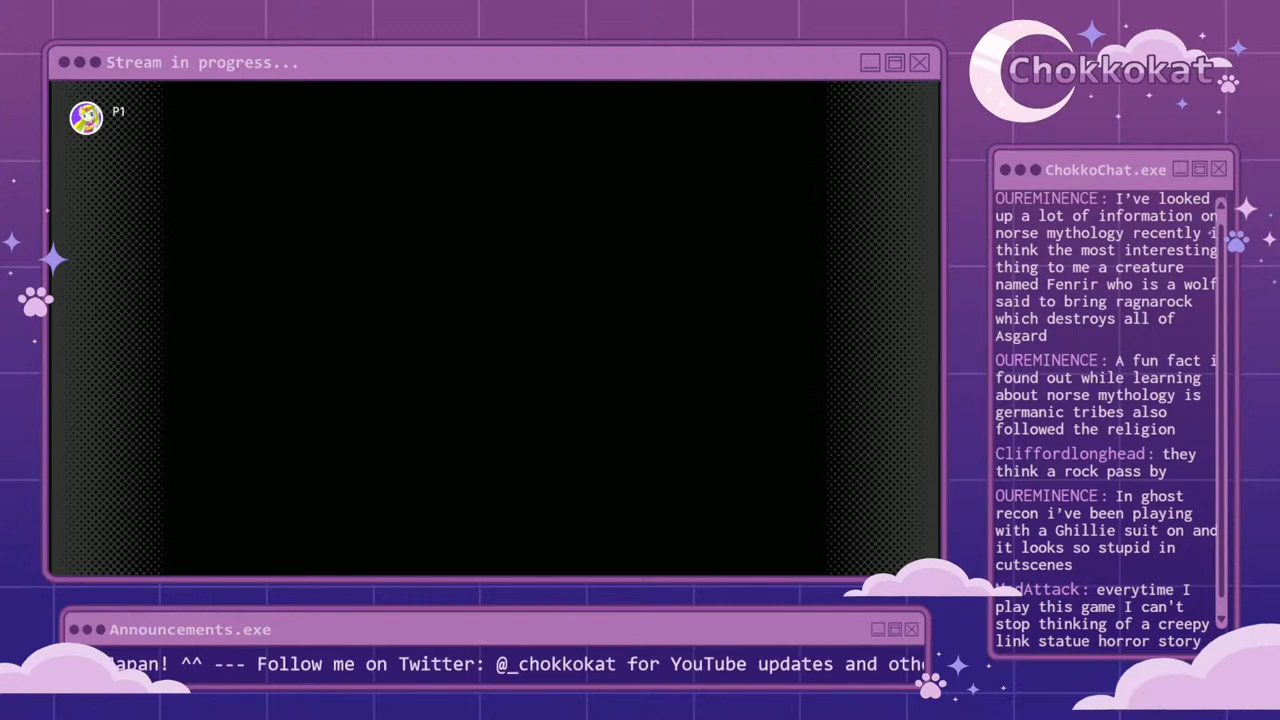 Stream in progress...
P1
Chokkokat
ChokkoChat.exe
OUREMINENCE: I've looked
up a lot of information on
norse mythology recently i
think the most interesting
thing to me a creature
named Fenrir who is a wolf
said to bring ragnarock
which destroys all of
Asgard
OUREMINENCE: A fun fact i
found out while learning
about norse mythology is
germanic tribes also
followed the religion
Cliffordlonghead: they
think a rock pass by
OUREMINENCE: In ghost
recon i've been playing
with a Ghillie suit on and
it looks so stupid in
cutscenes
dAttack: everytime I
play this game I can't
stop thinking of a creepy
link statue horror story
Announcements.exe
Japan! ^^ --- Follow me on Twitter: @_chokkokat for YouTube updates and othe